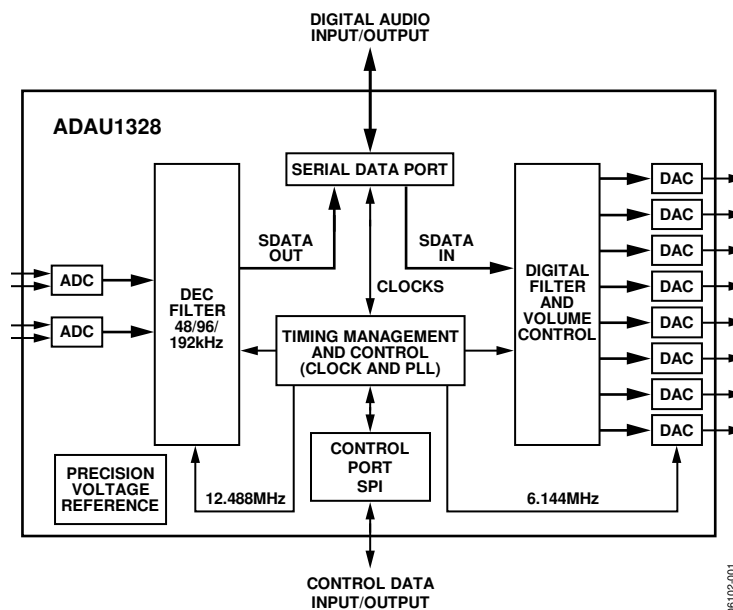 DIGITAL AUDIO
INPUT/OUTPUT
ADAU1328
SERIAL DATA PORT
SDATA
OUT
SDATA
IN
CLOCKS
ADC
ADC
DEC
FILTER
48/96/
192kHz
TIMING MANAGEMENT
AND CONTROL
(CLOCK AND PLL)
DIGITAL
FILTER
AND
VOLUME
CONTROL
DAC
DAC
DAC
DAC
DAC
DAC
DAC
DAC
PRECISION
VOLTAGE
REFERENCE
12.488MHz
CONTROL
PORT
SPI
6.144MHz
CONTROL DATA
INPUT/OUTPUT